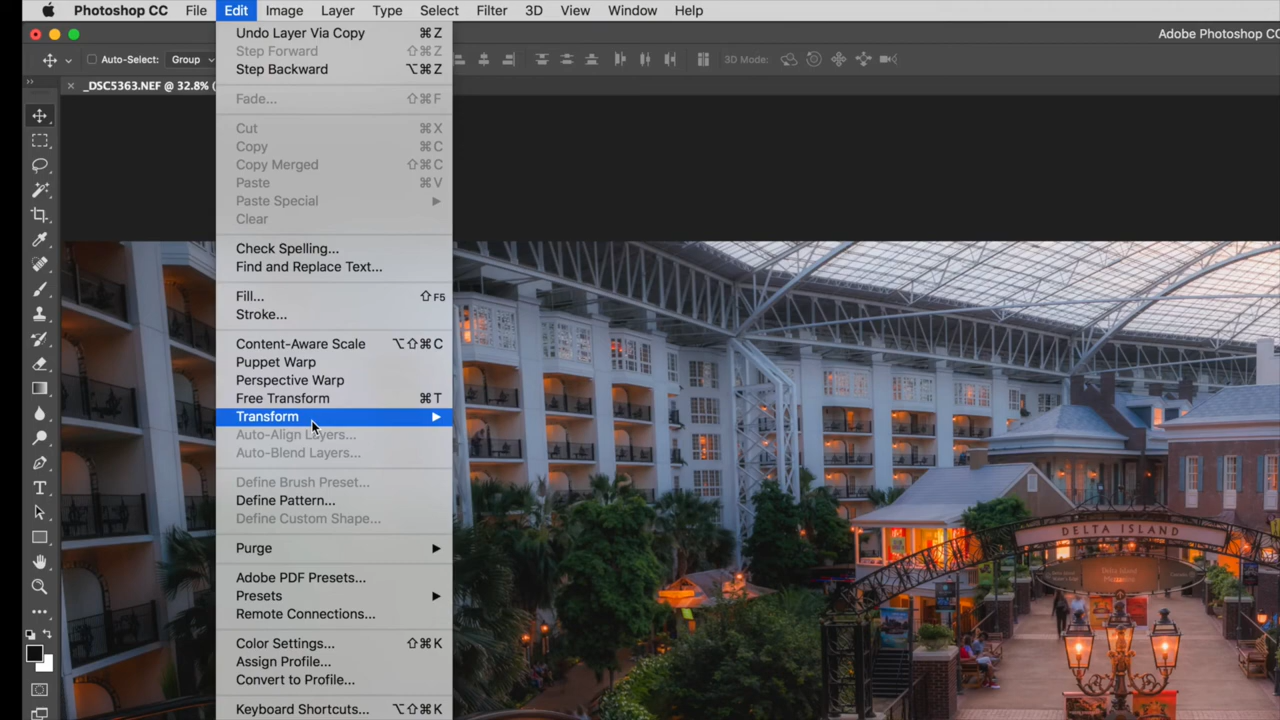 Photoshop CC File Edit Image Layer Type Select Filter 3D View Window Help
Adobe Photoshop CC
Auto-Select: Group 3D Mode:
× _DSC5363.NEF @ 32.8% (
Undo Layer Via Copy ⌘Z
Step Forward ⇧⌘Z
Step Backward ⌥⌘Z
Fade... ⇧⌘F
Cut ⌘X
Copy ⌘C
Copy Merged ⇧⌘C
Paste ⌘V
Paste Special
Clear
Check Spelling...
Find and Replace Text...
Fill... ⇧F5
Stroke...
Content-Aware Scale ⌥⇧⌘C
Puppet Warp
Perspective Warp
Free Transform ⌘T
Transform
Auto-Align Layers...
Auto-Blend Layers...
Define Brush Preset...
Define Pattern...
Define Custom Shape...
Purge
Adobe PDF Presets...
Presets
Remote Connections...
Color Settings... ⇧⌘K
Assign Profile...
Convert to Profile...
Keyboard Shortcuts... ⌥⇧⌘K
DELTA ISLAND
Delta Island